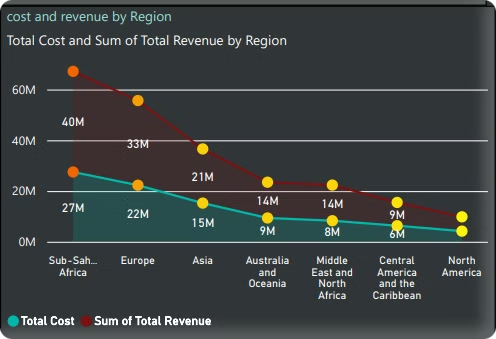 cost and revenue by Region
Total Cost and Sum of Total Revenue by Region
60M
40M
20M
0M
40M
33M
21M
14M
14M
9M
27M
22M
15M
9M
8M
6M
Sub-Sah...
Africa
Europe
Asia
Australia
and
Oceania
Middle
East and
North
Africa
Central
America
and the
Caribbean
North
America
Total Cost
Sum of Total Revenue